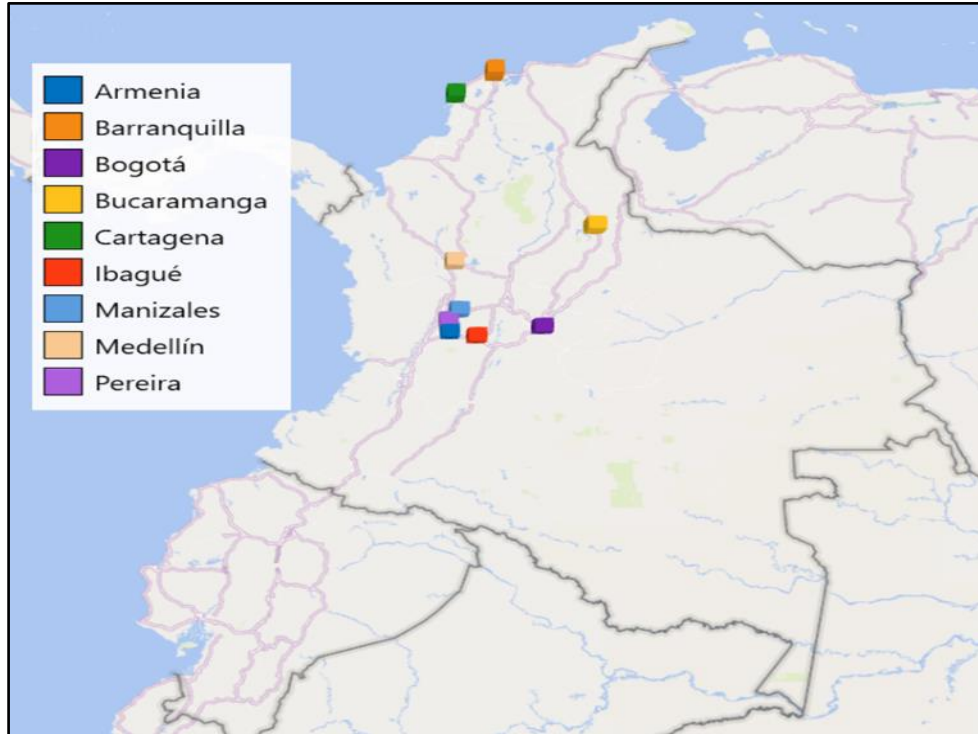 Armenia
Barranquilla
Bogotá
Bucaramanga
Cartagena
Ibagué
Manizales
Medellín
Pereira